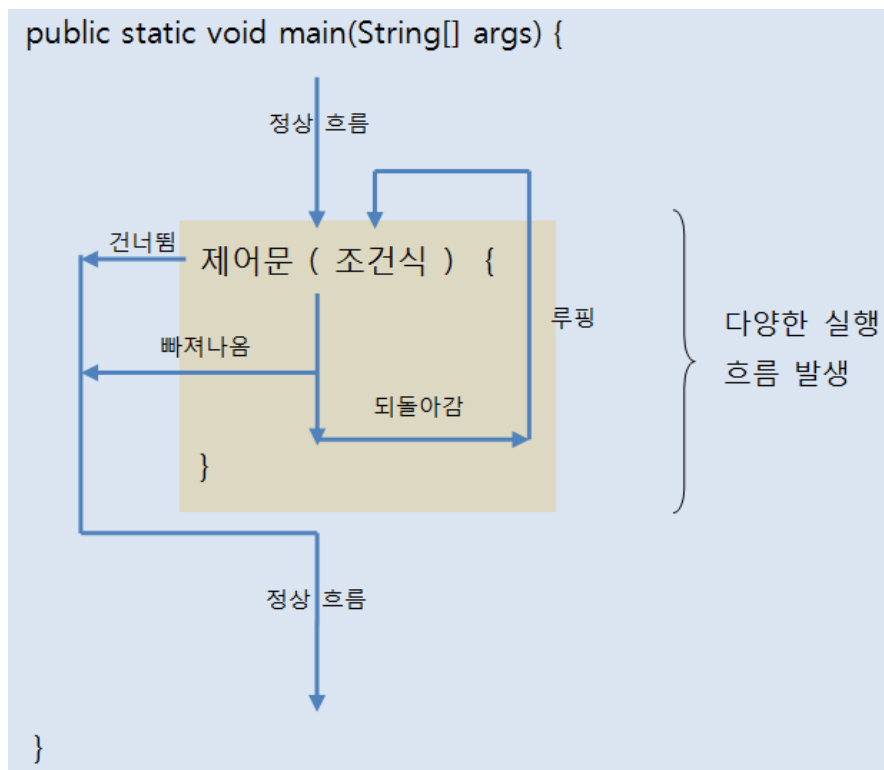 public static void main(String[] args) {
정상 흐름
건너뜀
제어문 ( 조건식 ) {
루핑
다양한 실행
흐름 발생
빠져나옴
되돌아감
}
정상 흐름
}